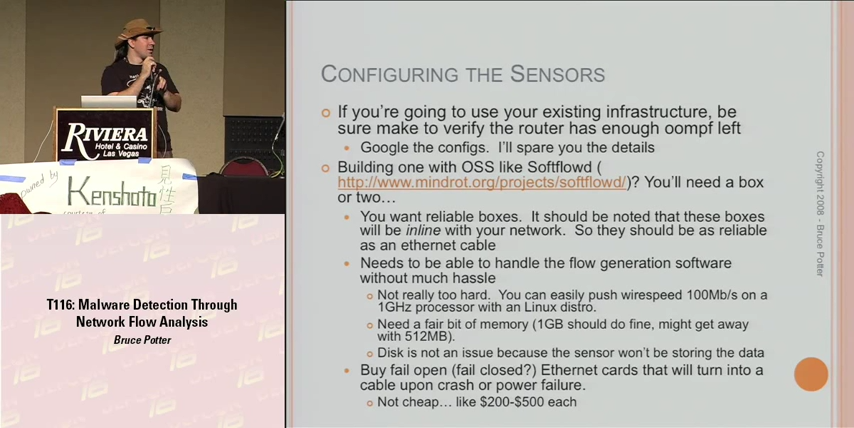 RIVIERA
Hotel & Casino
Las Vegas
owned by
Kenshoto
見性局
T116: Malware Detection Through
Network Flow Analysis
Bruce Potter
CONFIGURING THE SENSORS
If you're going to use your existing infrastructure, be
sure make to verify the router has enough oompf left
Google the configs. I'll spare you the details
Building one with OSS like Softflowd (
http://www.mindrot.org/projects/softflowd/)? You'll need a box
or two…
You want reliable boxes. It should be noted that these boxes
will be inline with your network. So they should be as reliable
as an ethernet cable
Needs to be able to handle the flow generation software
without much hassle
Not really too hard. You can easily push wirespeed 100Mb/s on a
1GHz processor with an Linux distro.
Need a fair bit of memory (1GB should do fine, might get away
with 512MB).
Disk is not an issue because the sensor won't be storing the data
Buy fail open (fail closed?) Ethernet cards that will turn into a
cable upon crash or power failure.
Not cheap… like $200-$500 each
Copyright 2008 - Bruce Potter